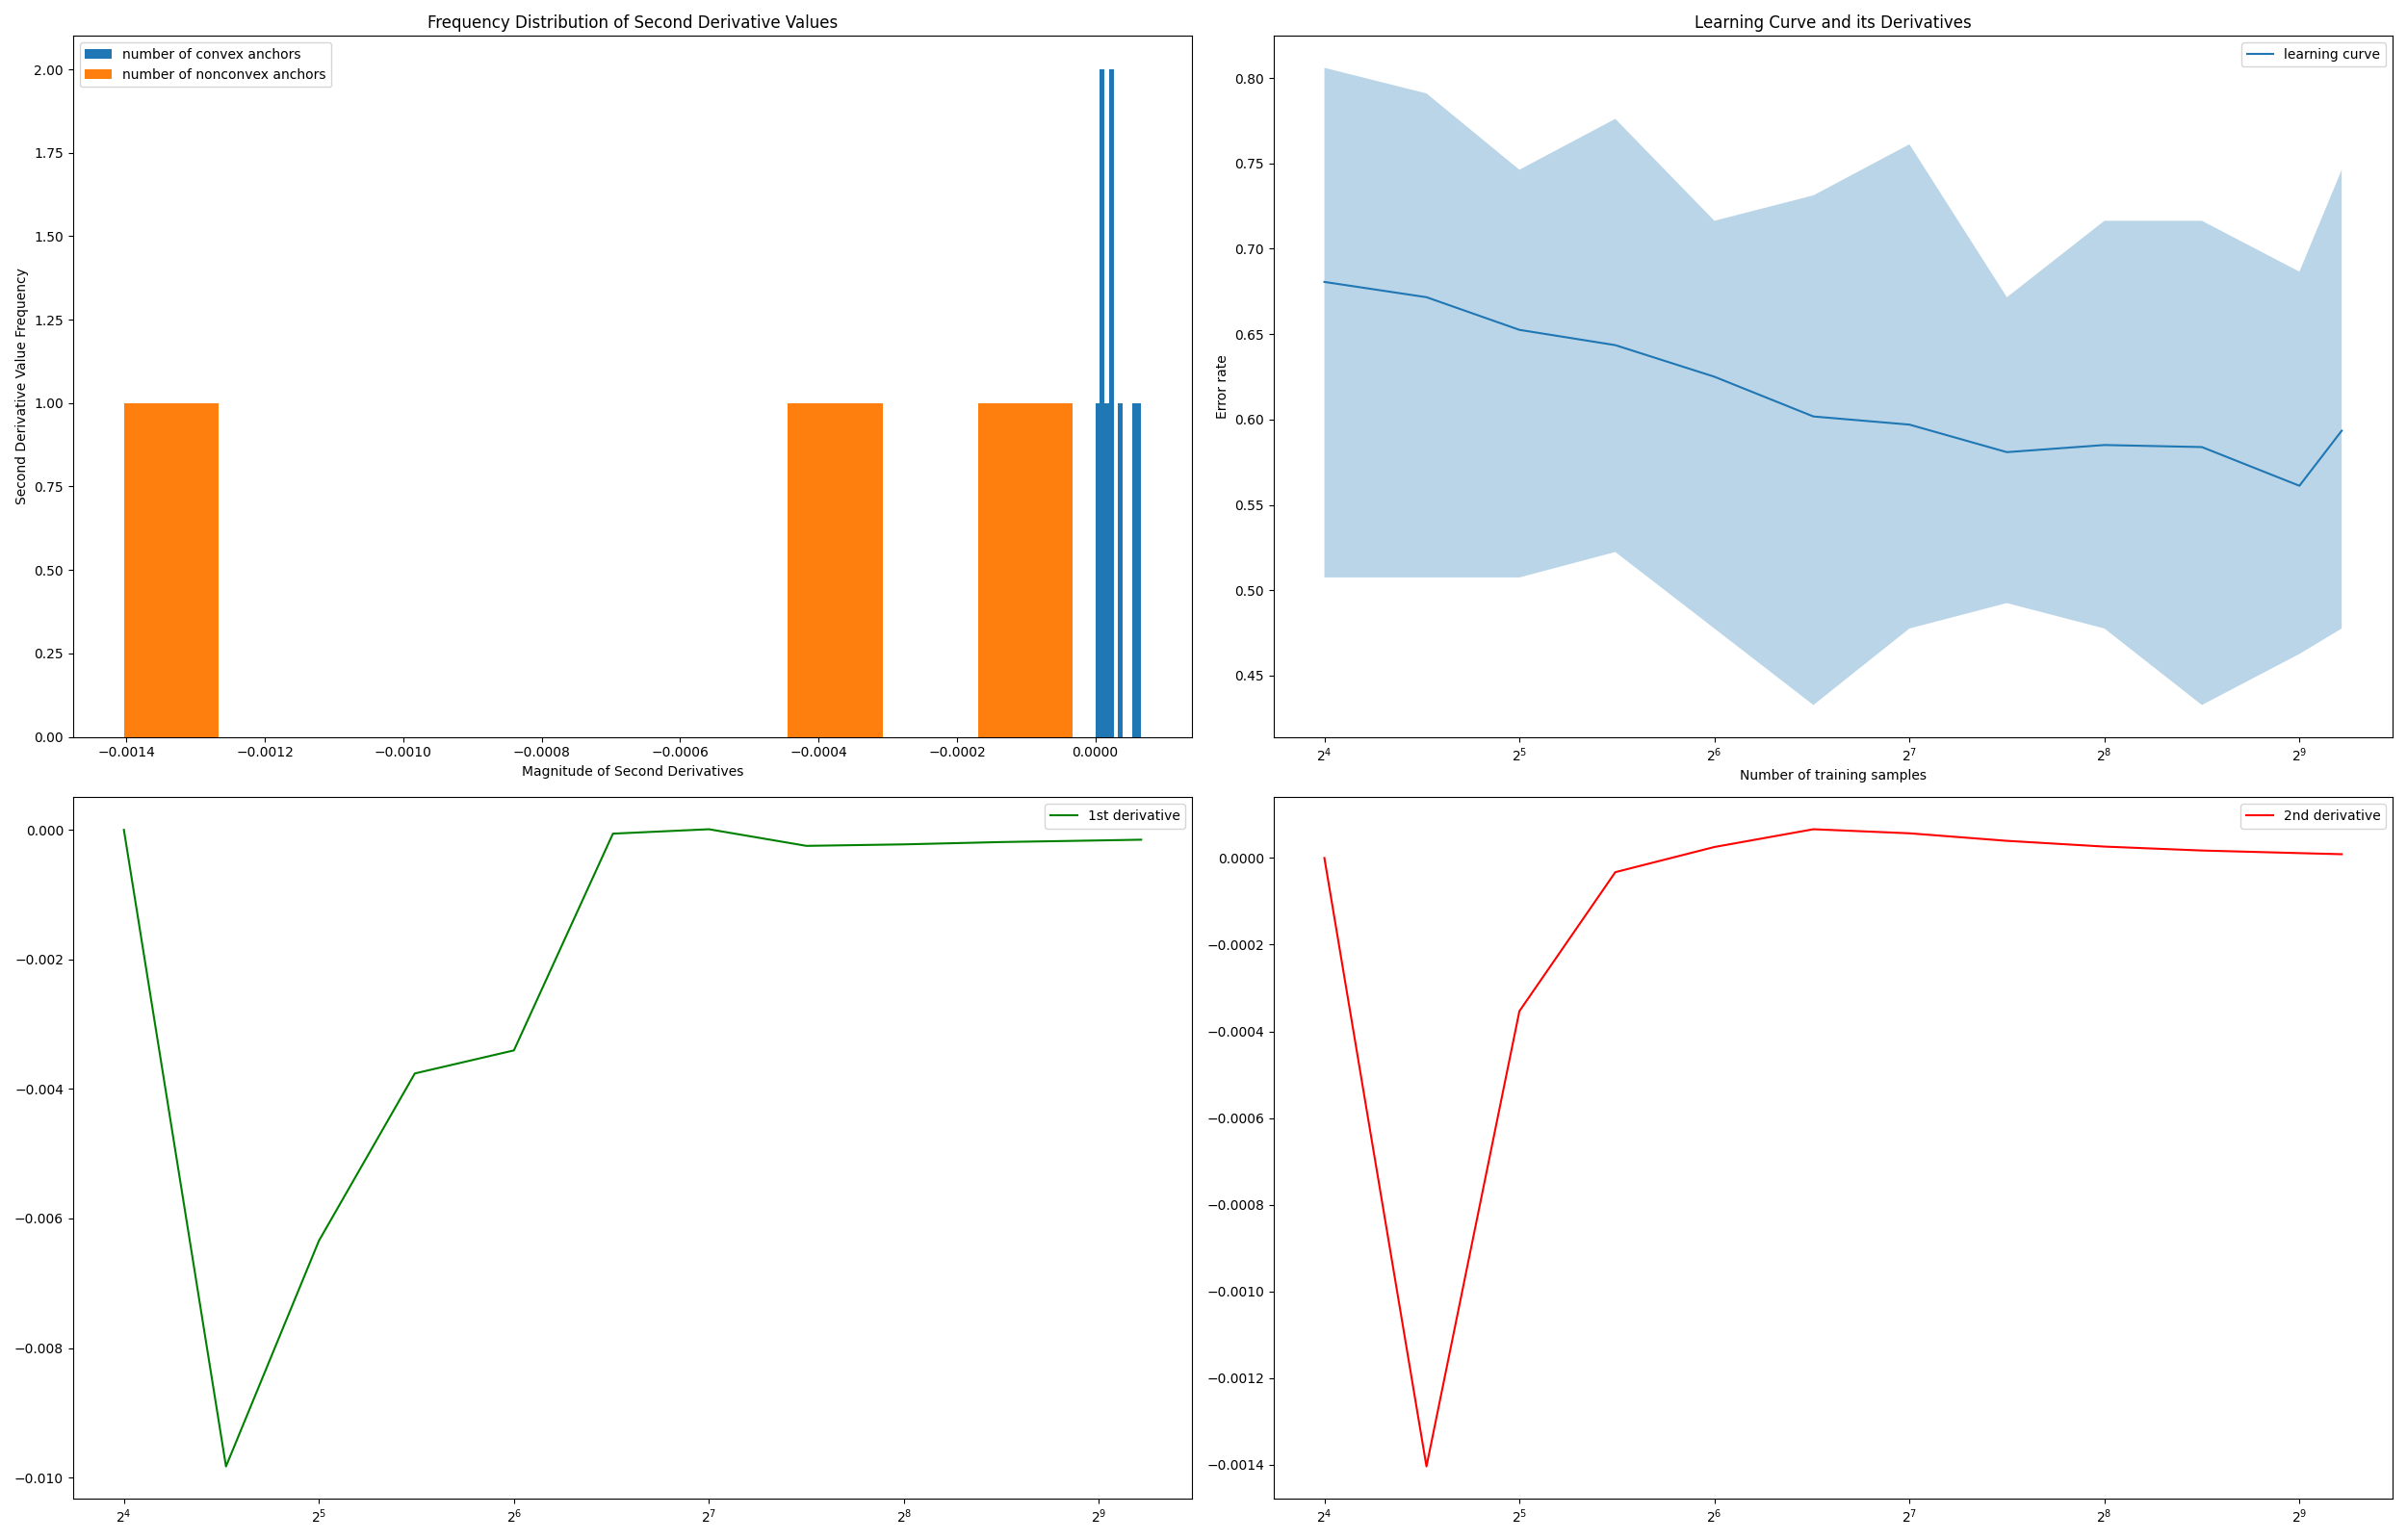 Frequency Distribution of Second Derivative Values
number of convex anchors
number of nonconvex anchors
2.00
1.75
1.50
1.25
1.00
0.75
0.50
0.25
0.00
Second Derivative Value Frequency
−0.0014 −0.0012 −0.0010 −0.0008 −0.0006 −0.0004 −0.0002 0.0000
Magnitude of Second Derivatives
Learning Curve and its Derivatives
learning curve
0.80
0.75
0.70
0.65
0.60
0.55
0.50
0.45
Error rate
2⁴ 2⁵ 2⁶ 2⁷ 2⁸ 2⁹
Number of training samples
1st derivative
0.000
−0.002
−0.004
−0.006
−0.008
−0.010
2⁴ 2⁵ 2⁶ 2⁷ 2⁸ 2⁹
2nd derivative
0.0000
−0.0002
−0.0004
−0.0006
−0.0008
−0.0010
−0.0012
−0.0014
2⁴ 2⁵ 2⁶ 2⁷ 2⁸ 2⁹